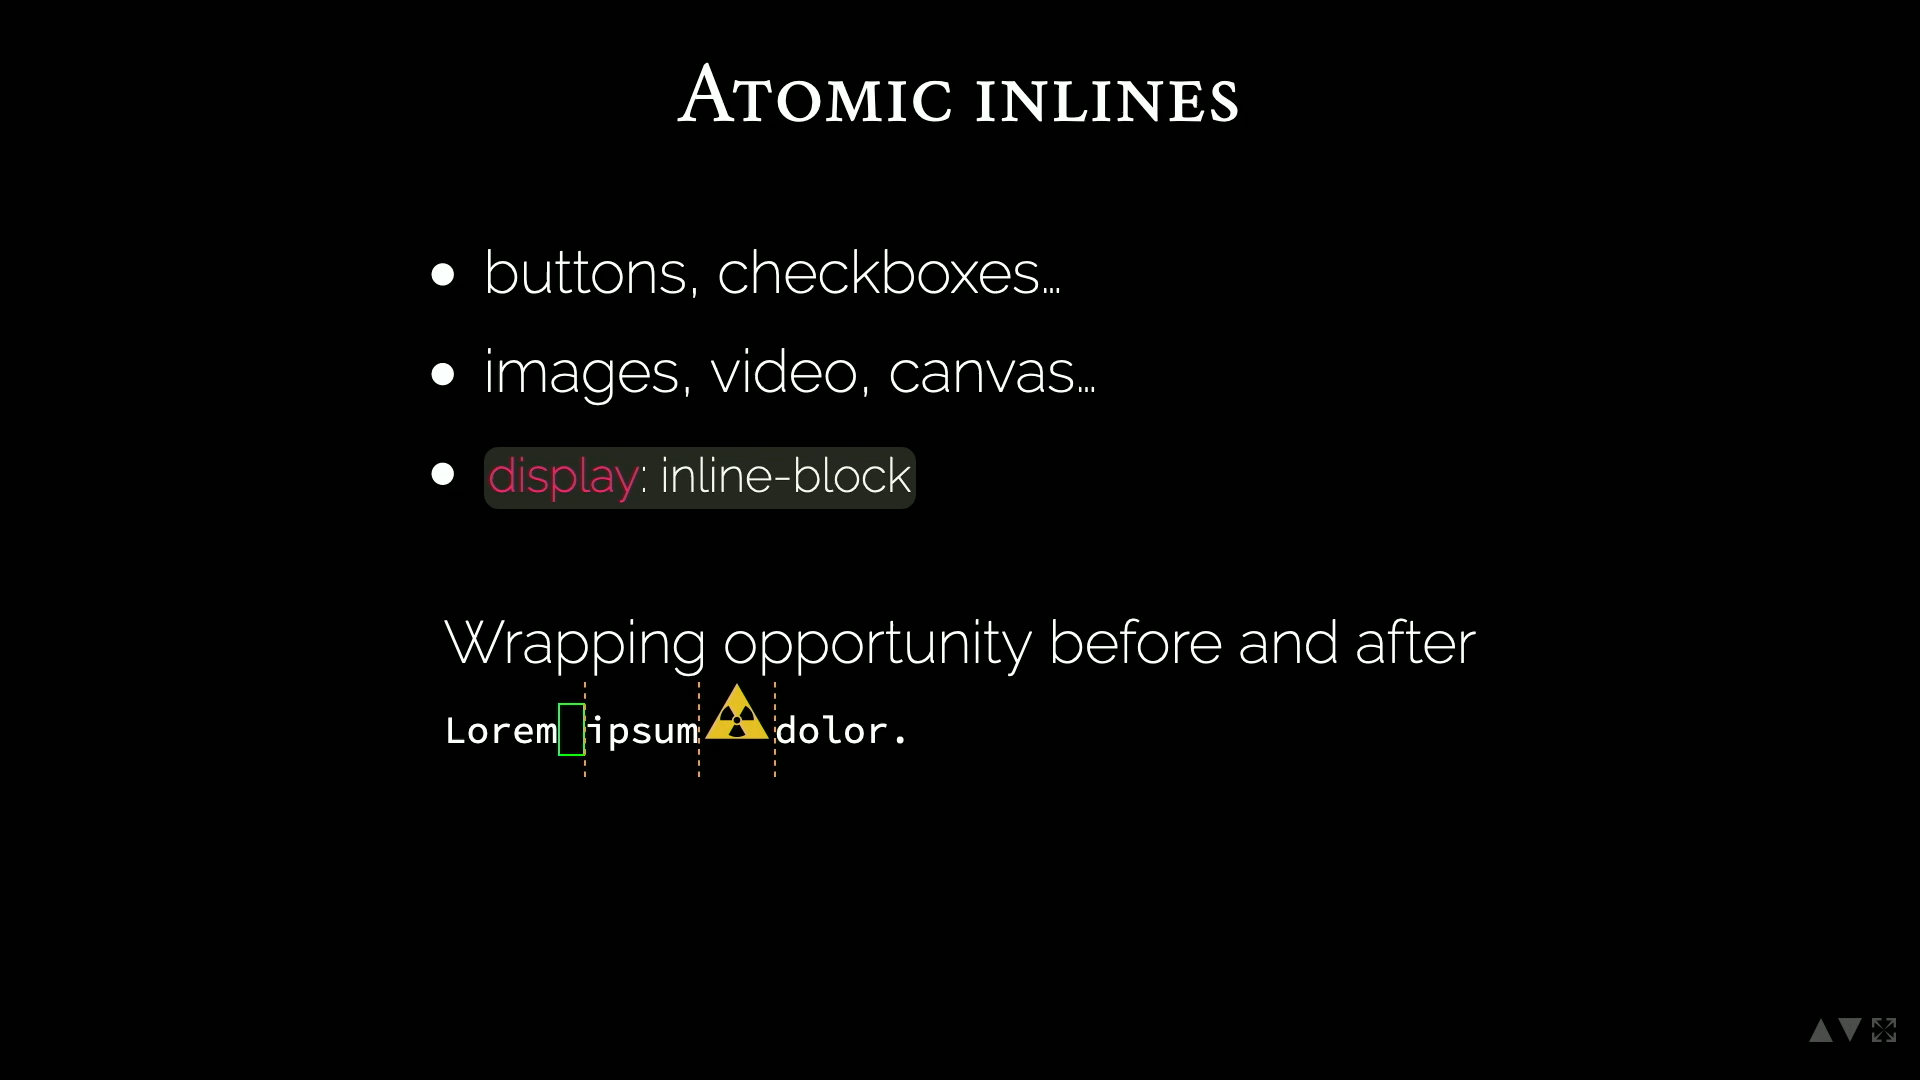 Atomic inlines
buttons, checkboxes…
images, video, canvas…
display: inline-block
Wrapping opportunity before and after
Lorem ipsum dolor.